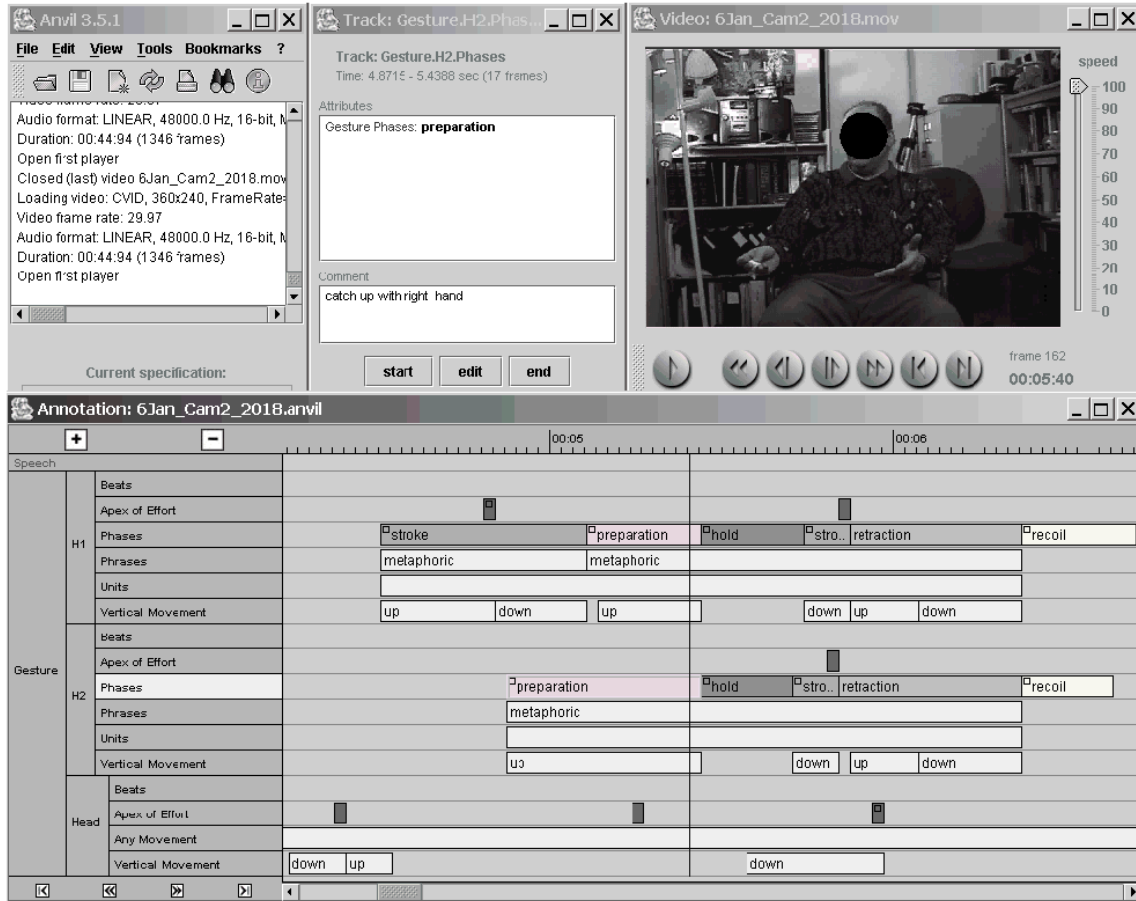 Anvil 3.5.1
File Edit View Tools Bookmarks ?
Audio format: LINEAR, 48000.0 Hz, 16-bit,
Duration: 00:44:94 (1346 frames)
Open first player
Closed (last) video 6Jan_Cam2_2018.mov
Loading video: CVID, 360x240, FrameRate=
Video frame rate: 29.97
Audio format: LINEAR, 48000.0 Hz, 16-bit,
Duration: 00:44:94 (1346 frames)
Open first player
Current specification:
Track: Gesture.H2.Phas...
Track: Gesture.H2.Phases
Time: 4.8715 - 5.4388 sec (17 frames)
Attributes
Gesture Phases: preparation
Comment
catch up with right hand
start edit end
Video: 6Jan_Cam2_2018.mov
speed
100
90
80
70
60
50
40
30
20
10
0
frame 162
00:05:40
Annotation: 6Jan_Cam2_2018.anvil
+ - 00:05 00:06
Speech
Gesture
H1
Beats
Apex of Effort
Phases stroke preparation hold stro.. retraction recoil
Phrases metaphoric metaphoric
Units
Vertical Movement up down up down up down
H2
Beats
Apex of Effort
Phases preparation hold stro.. retraction recoil
Phrases metaphoric
Units
Vertical Movement up down up down
Head
Beats
Apex of Effort
Any Movement
Vertical Movement down up down